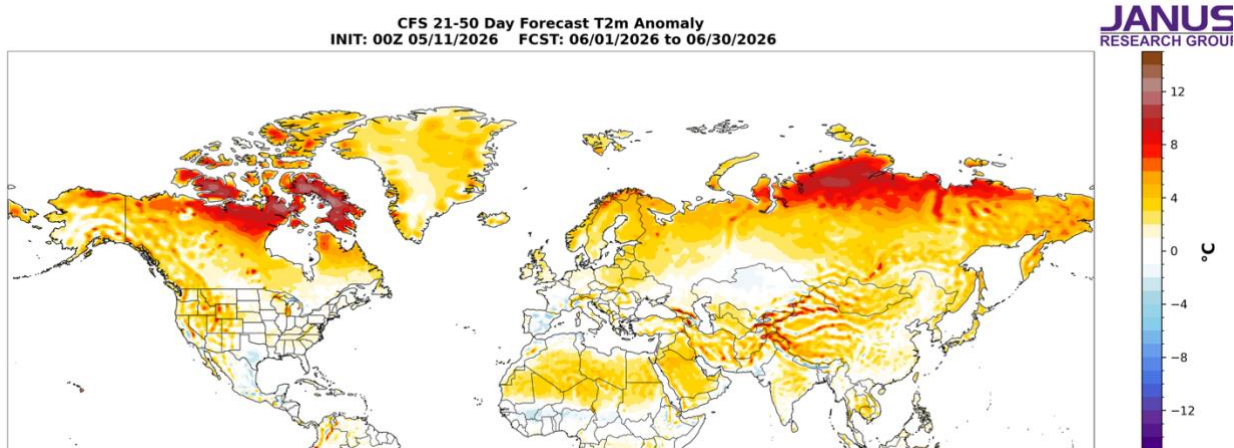 CFS 21-50 Day Forecast T2m Anomaly
INIT: 00Z 05/11/2026 FCST: 06/01/2026 to 06/30/2026
JANUS
RESEARCH GROUP
12
8
4
0
−4
−8
−12
°C